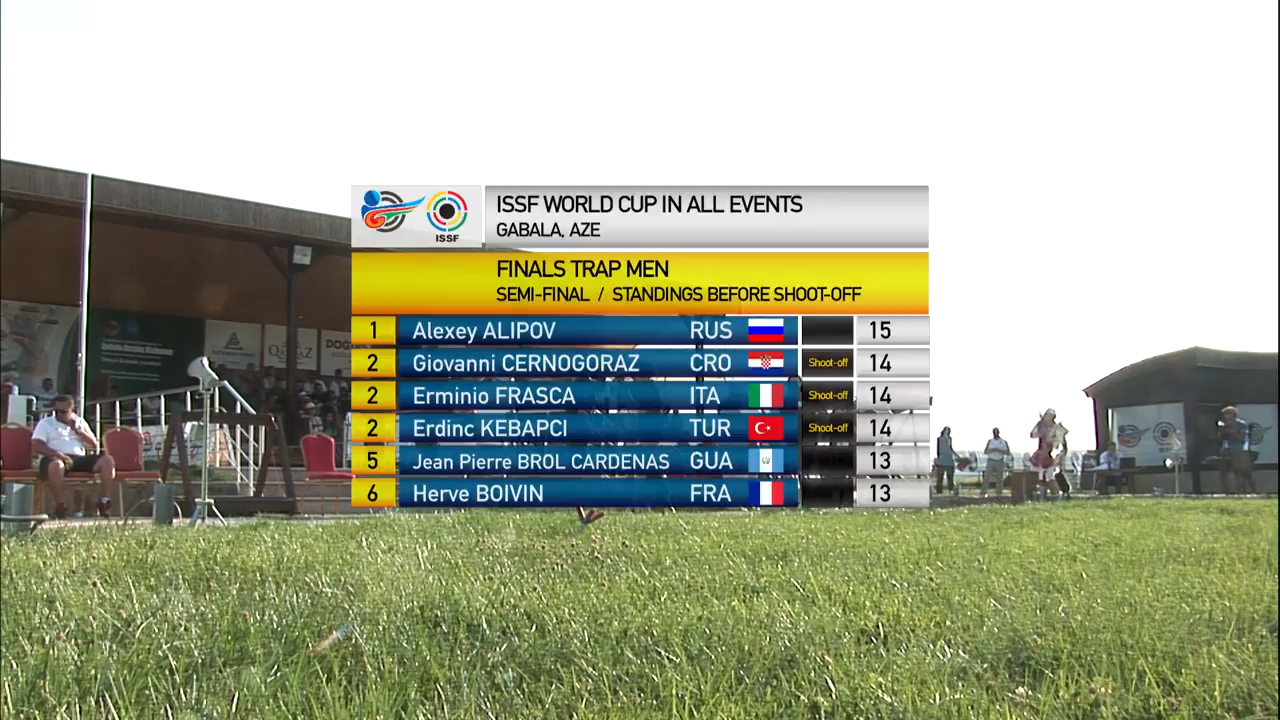 ISSF
ISSF WORLD CUP IN ALL EVENTS
GABALA, AZE
FINALS TRAP MEN
SEMI-FINAL / STANDINGS BEFORE SHOOT-OFF
1 Alexey ALIPOV RUS 15
2 Giovanni CERNOGORAZ CRO Shoot-off 14
2 Erminio FRASCA ITA Shoot-off 14
2 Erdinc KEBAPCI TUR Shoot-off 14
5 Jean Pierre BROL CARDENAS GUA 13
6 Herve BOIVIN FRA 13